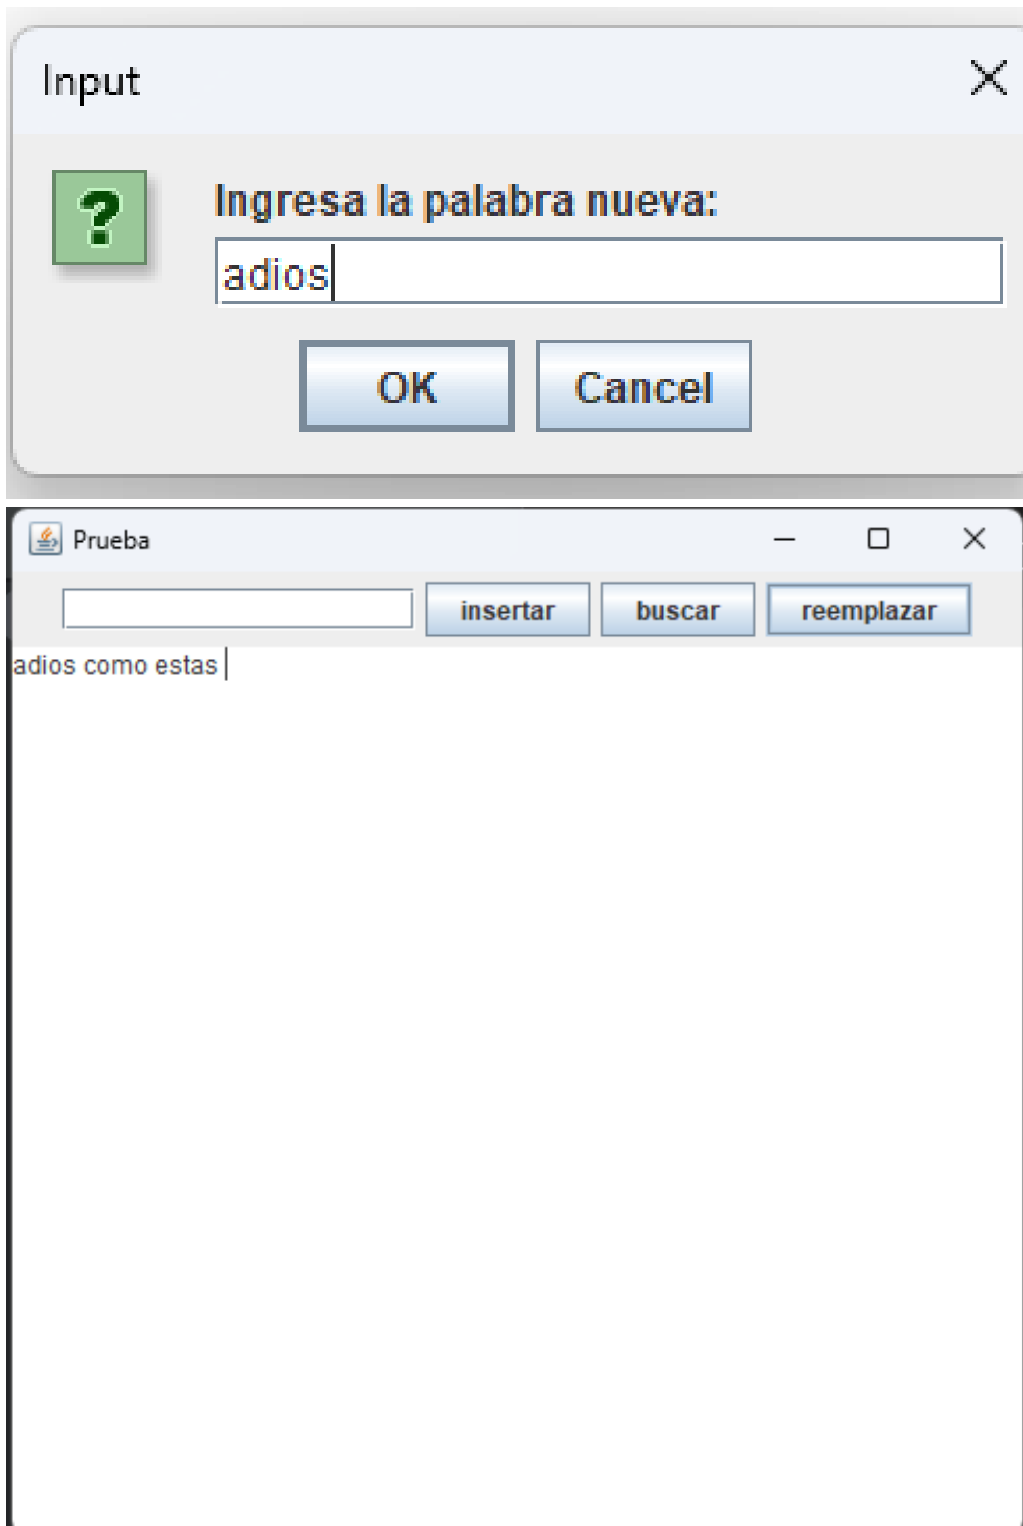 Input
?
Ingresa la palabra nueva:
adios
OK Cancel
Prueba
insertar buscar reemplazar
adios como estas